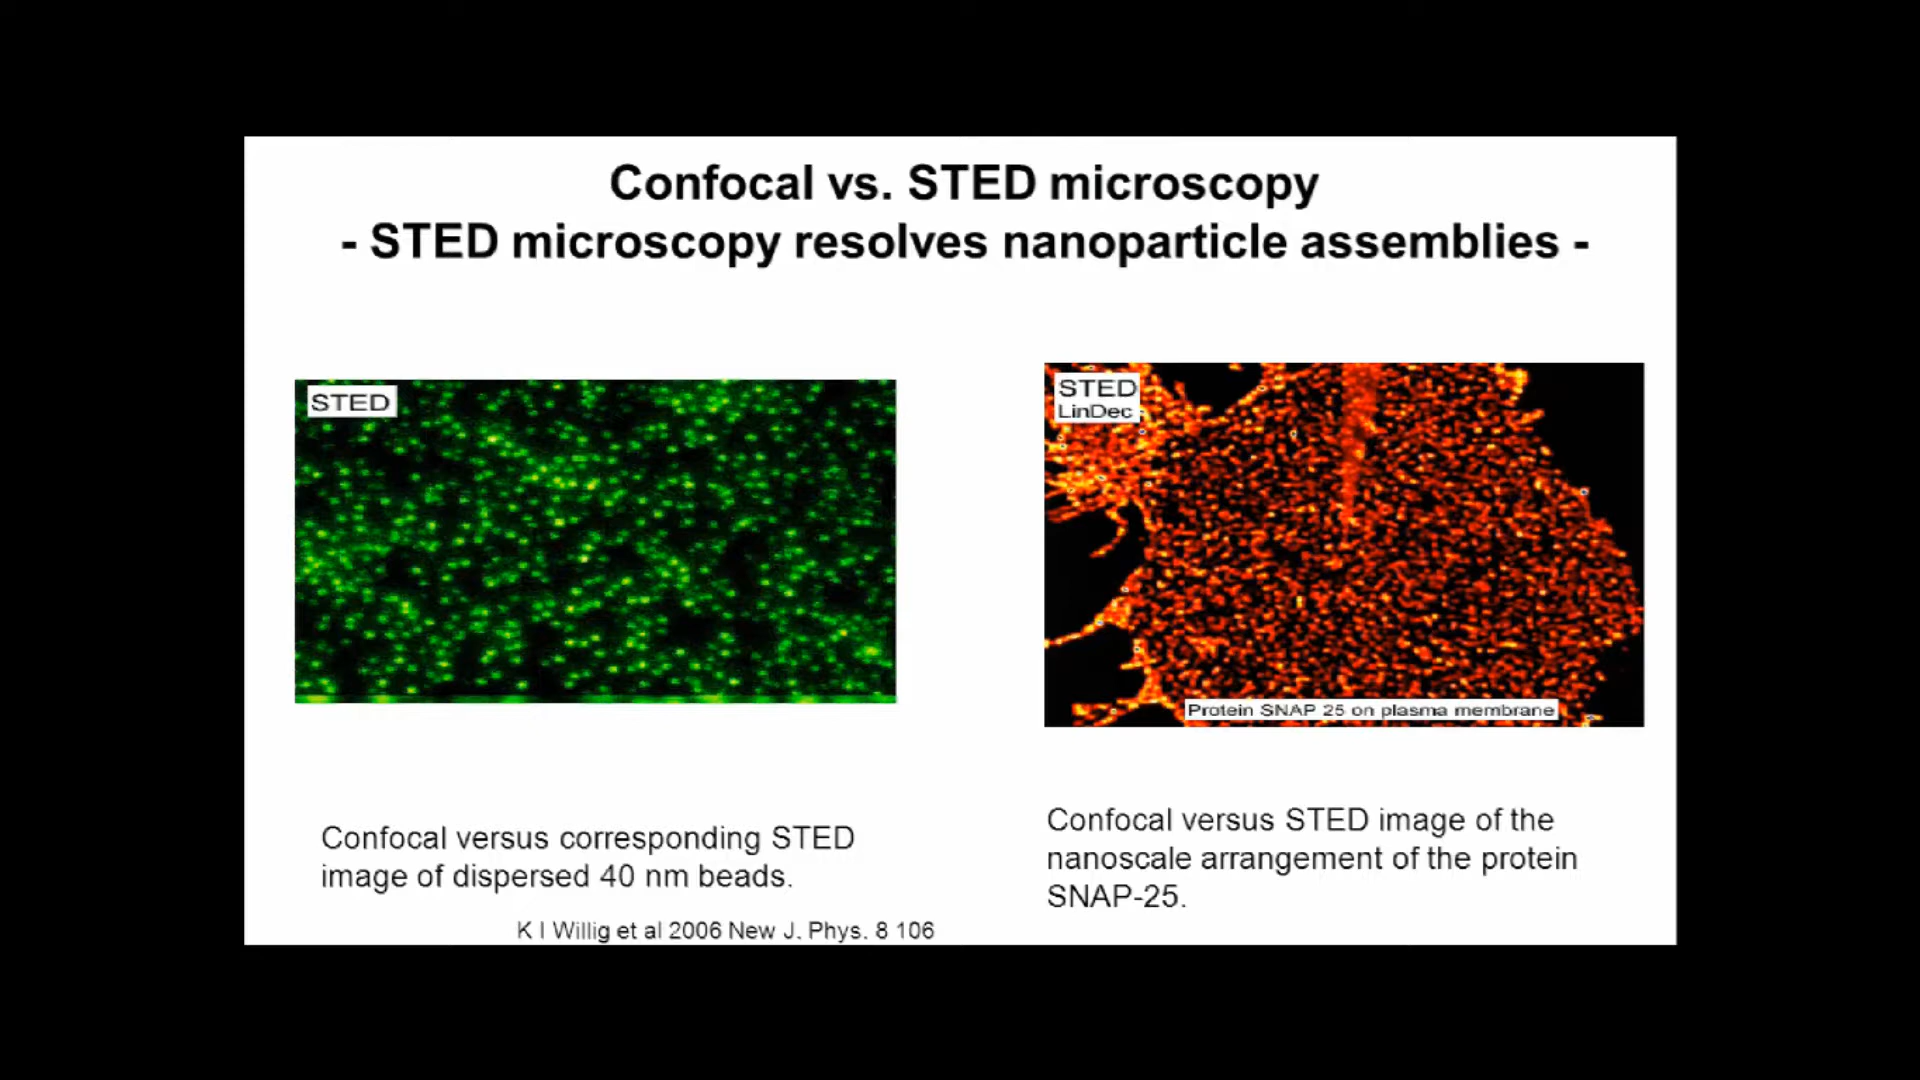 Confocal vs. STED microscopy
- STED microscopy resolves nanoparticle assemblies -
STED
STED
LinDec
Protein SNAP 25 on plasma membrane
Confocal versus corresponding STED
image of dispersed 40 nm beads.
Confocal versus STED image of the
nanoscale arrangement of the protein
SNAP-25.
K I Willig et al 2006 New J. Phys. 8 106